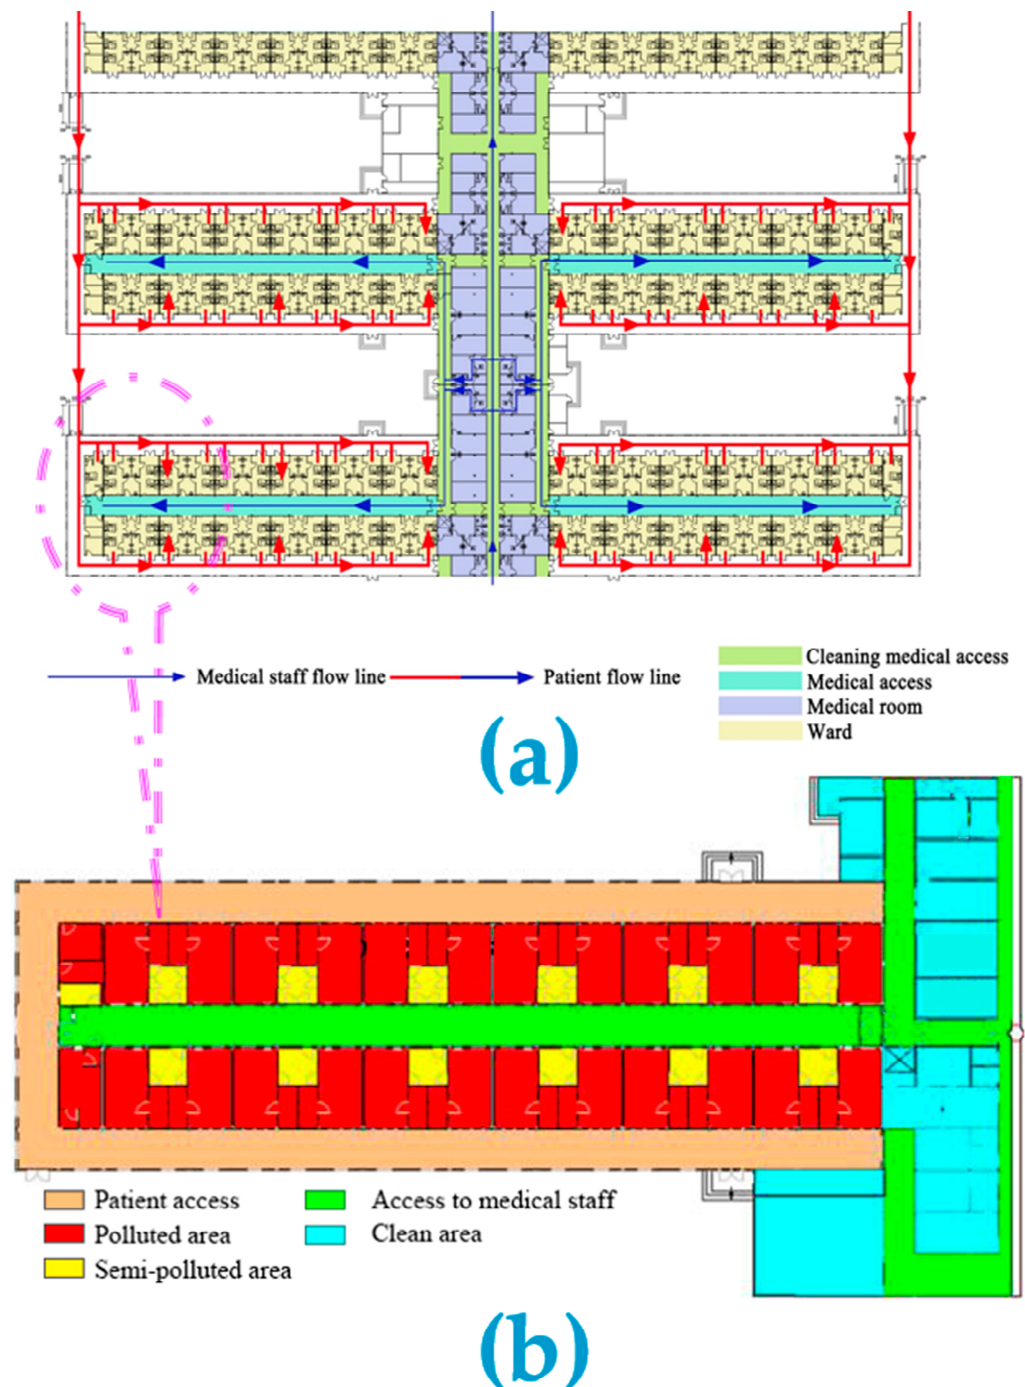 Medical staff flow line
Patient flow line
Cleaning medical access
Medical access
Medical room
Ward
(a)
Patient access
Access to medical staff
Polluted area
Clean area
Semi-polluted area
(b)